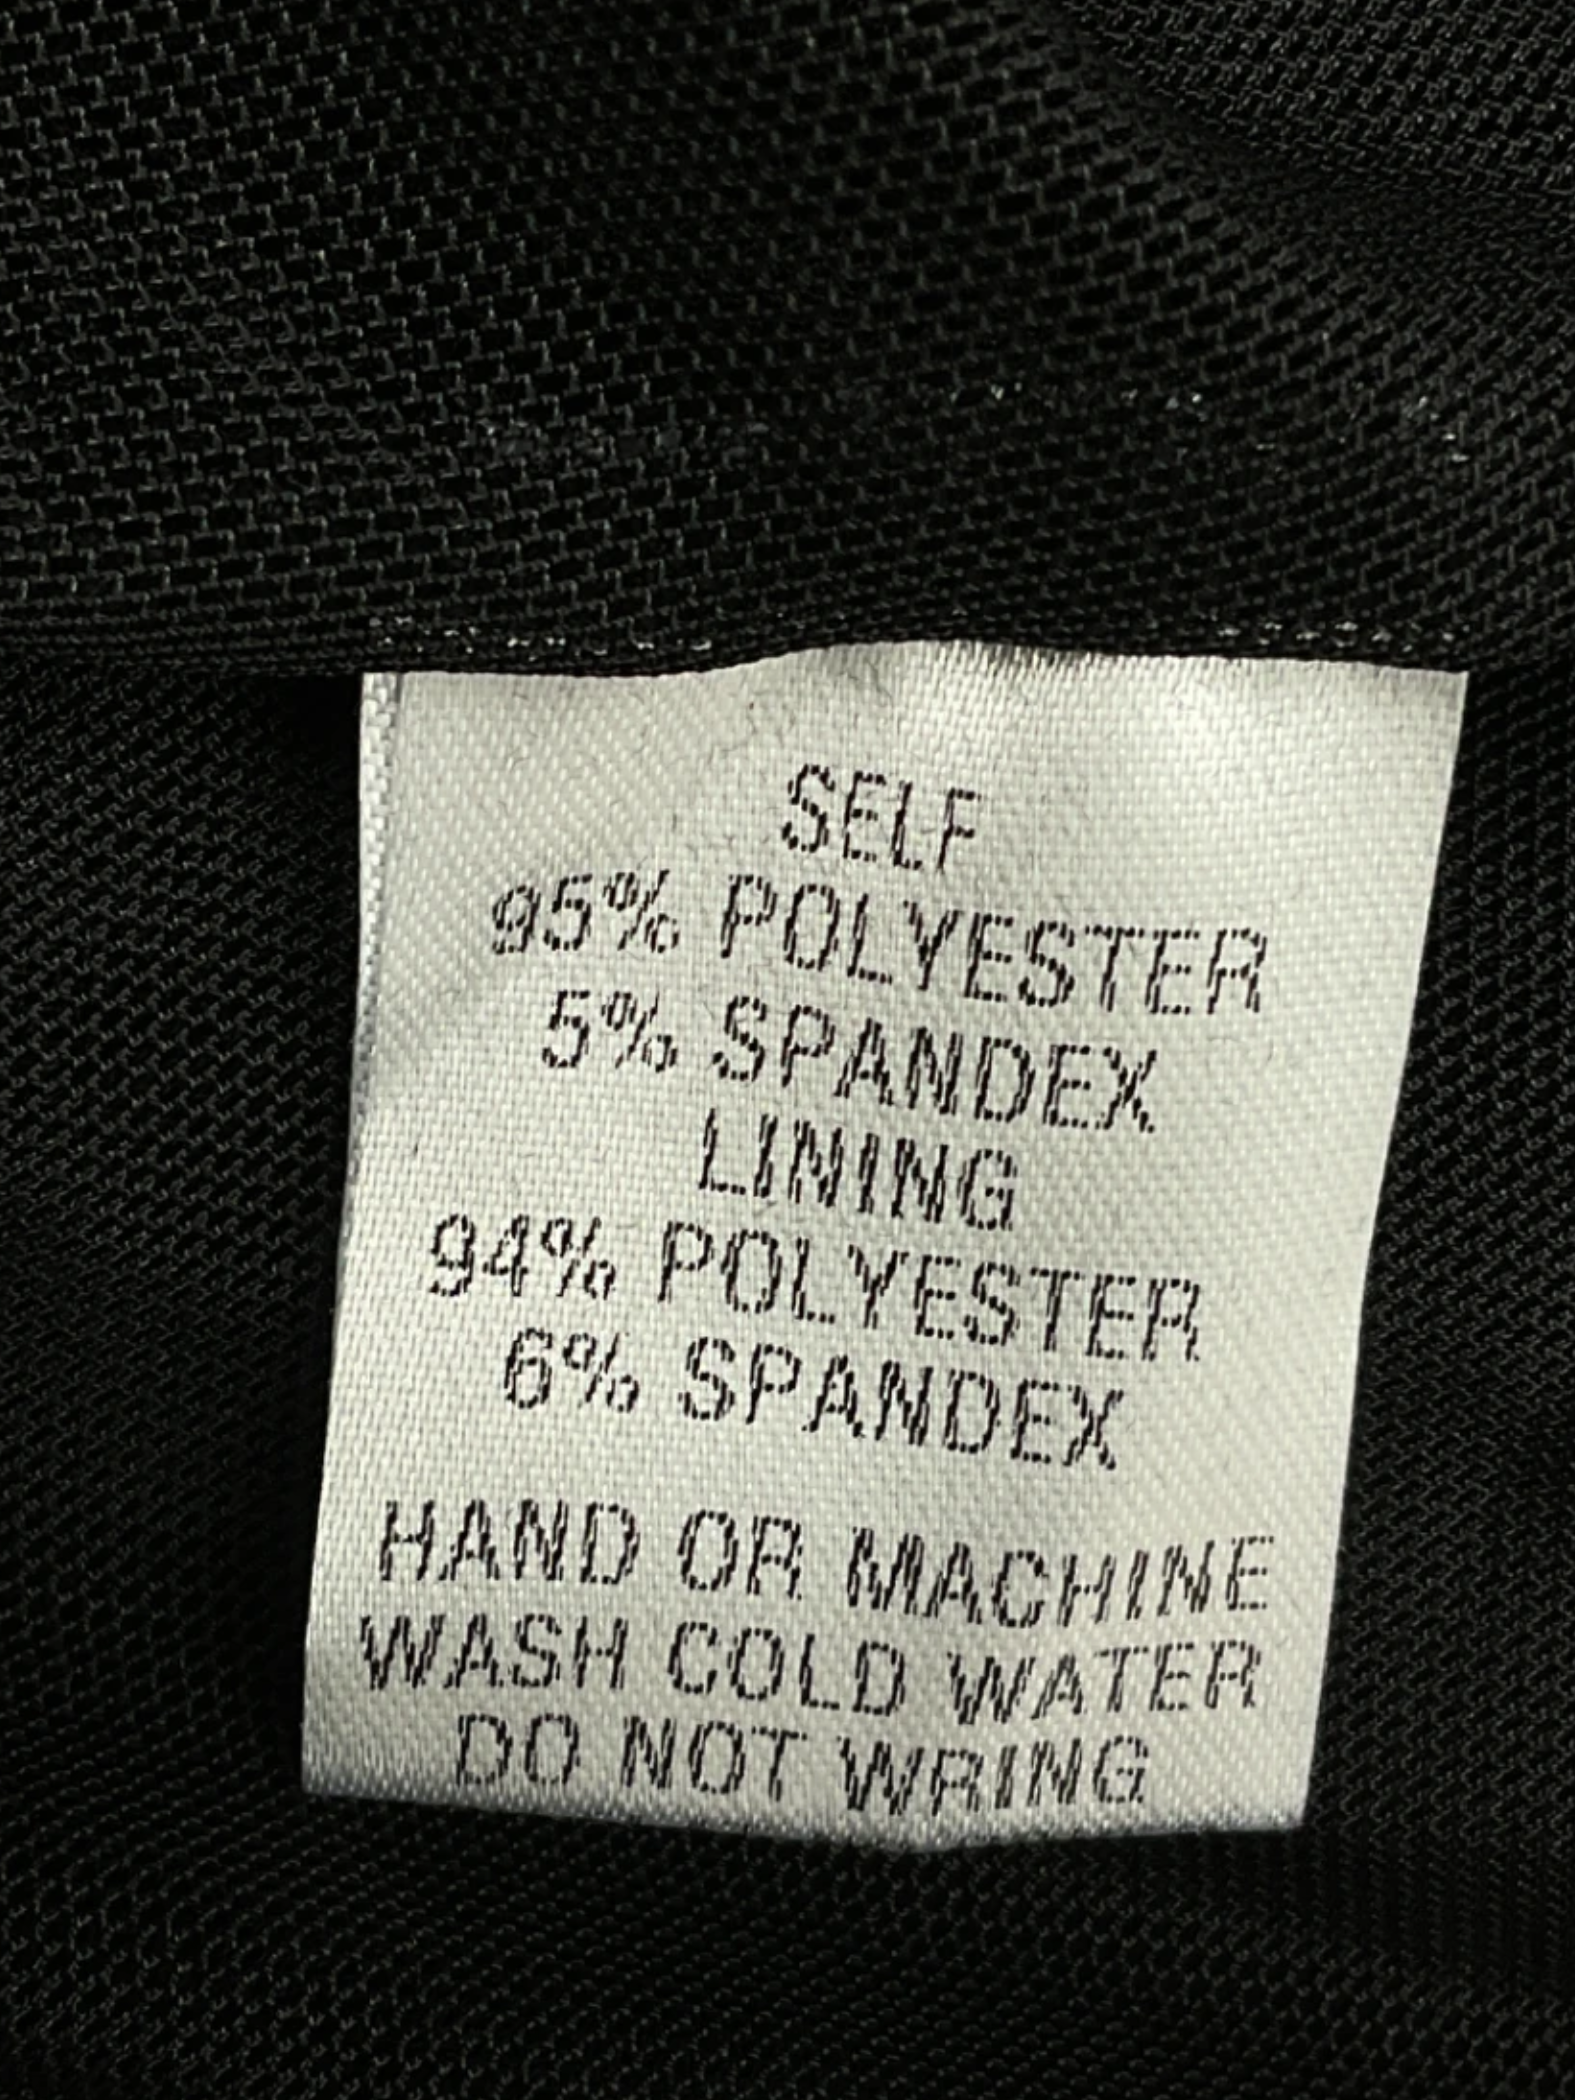 SELF
95% POLYESTER
5% SPANDEX
LINING
94% POLYESTER
6% SPANDEX
HAND OR MACHINE
WASH COLD WATER
DO NOT WRING